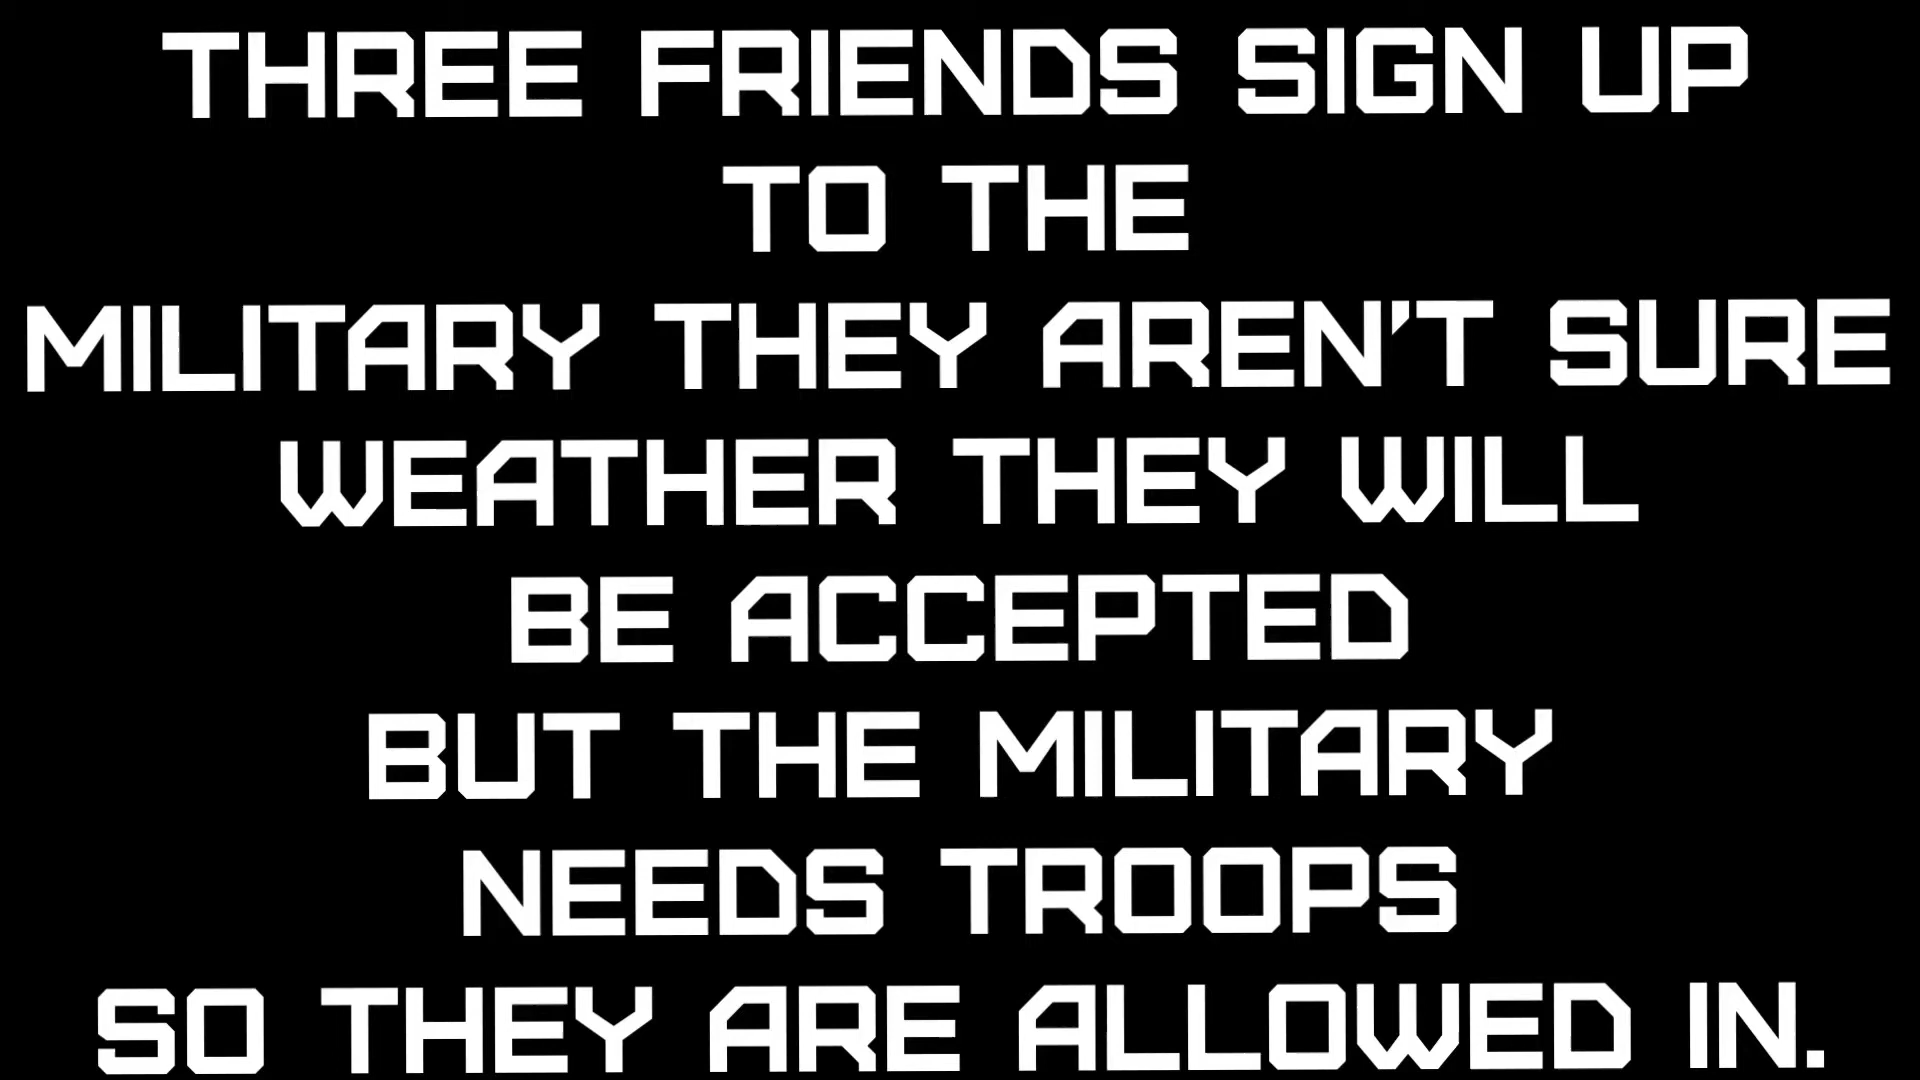 THREE FRIENDS SIGN UP
TO THE
MILITARY THEY AREN'T SURE
WEATHER THEY WILL
BE ACCEPTED
BUT THE MILITARY
NEEDS TROOPS
SO THEY ARE ALLOWED IN.